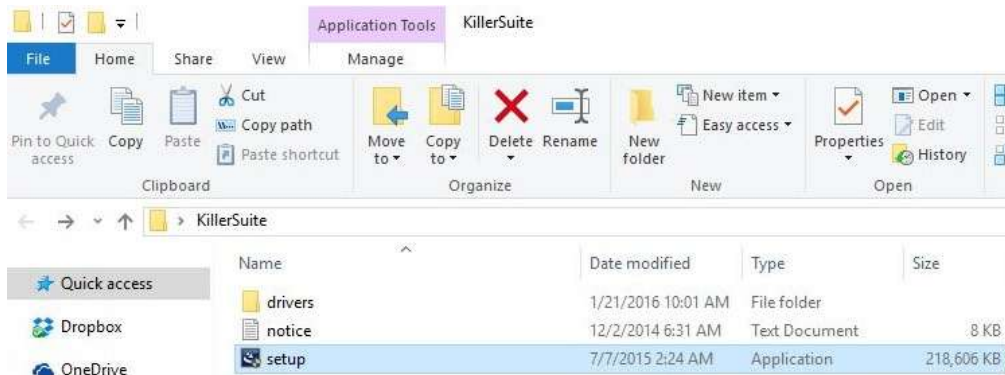 Application Tools KillerSuite
File Home Share View Manage
Pin to Quick access
Copy
Paste
Cut
Copy path
Paste shortcut
Move to
Copy to
Delete
Rename
New folder
New item
Easy access
Properties
Open
Edit
History
Clipboard Organize New Open
KillerSuite
Name Date modified Type Size
Quick access
Dropbox
OneDrive
drivers 1/21/2016 10:01 AM File folder
notice 12/2/2014 6:31 AM Text Document 8 KB
setup 7/7/2015 2:24 AM Application 218,606 KB